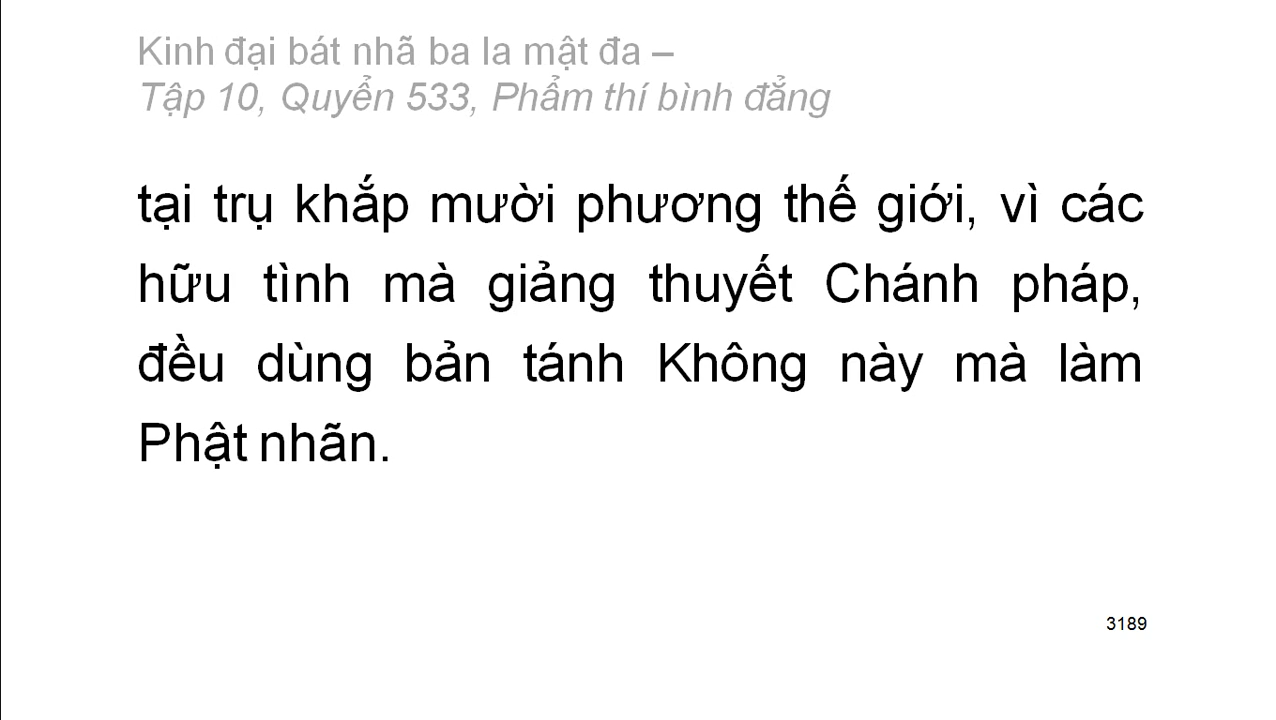 Kinh đại bát nhã ba la mật đa –
Tập 10, Quyển 533, Phẩm thí bình đẳng
tại trụ khắp mười phương thế giới, vì các
hữu tình mà giảng thuyết Chánh pháp,
đều dùng bản tánh Không này mà làm
Phật nhãn.
3189